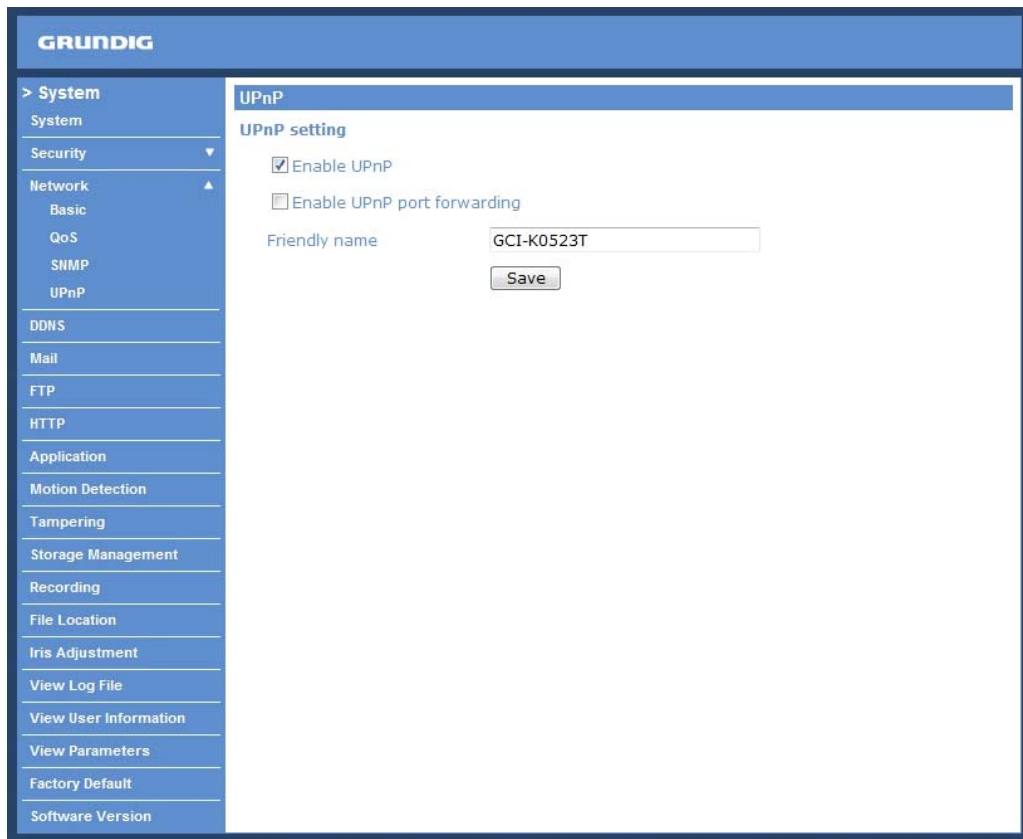 GRUNDIG
> System
System
Security
Network
Basic
QoS
SNMP
UPnP
DDNS
Mail
FTP
HTTP
Application
Motion Detection
Tampering
Storage Management
Recording
File Location
Iris Adjustment
View Log File
View User Information
View Parameters
Factory Default
Software Version
UPnP
UPnP setting
Enable UPnP
Enable UPnP port forwarding
Friendly name GCI-K0523T
Save